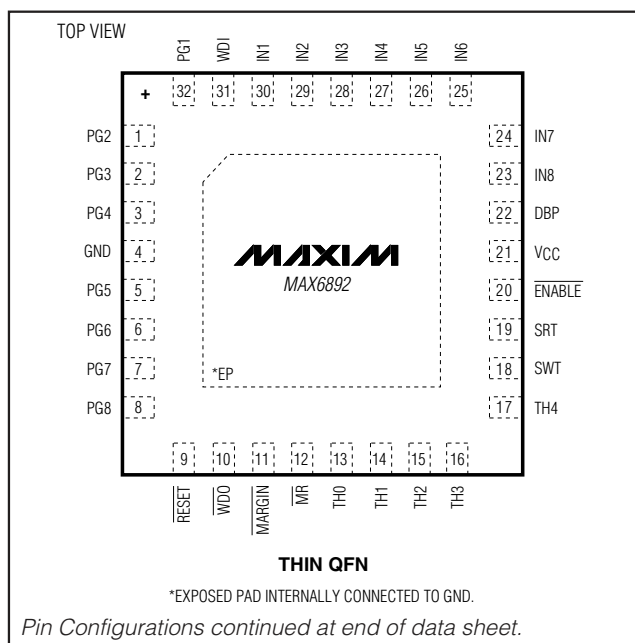 TOP VIEW
PG1 WDI IN1 IN2 IN3 IN4 IN5 IN6
+ 32 31 30 29 28 27 26 25
PG2 1 24 IN7
PG3 2 23 IN8
PG4 3 22 DBP
GND 4 21 VCC
MAXIM
MAX6892
PG5 5 20 ENABLE
PG6 6 19 SRT
PG7 7 18 SWT
*EP
PG8 8 17 TH4
9 10 11 12 13 14 15 16
RESET WDO MARGIN MR TH0 TH1 TH2 TH3
THIN QFN
*EXPOSED PAD INTERNALLY CONNECTED TO GND.
Pin Configurations continued at end of data sheet.